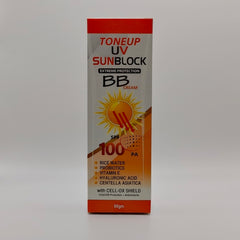 TONEUP
UV
SUNBLOCK
EXTREME PROTECTION
BB
CREAM
SPF
100
PA
RICE WATER
PROBIOTICS
VITAMIN E
HYALURONIC ACID
CENTELLA ASIATICA
with CELL-OX SHIELD
50gm